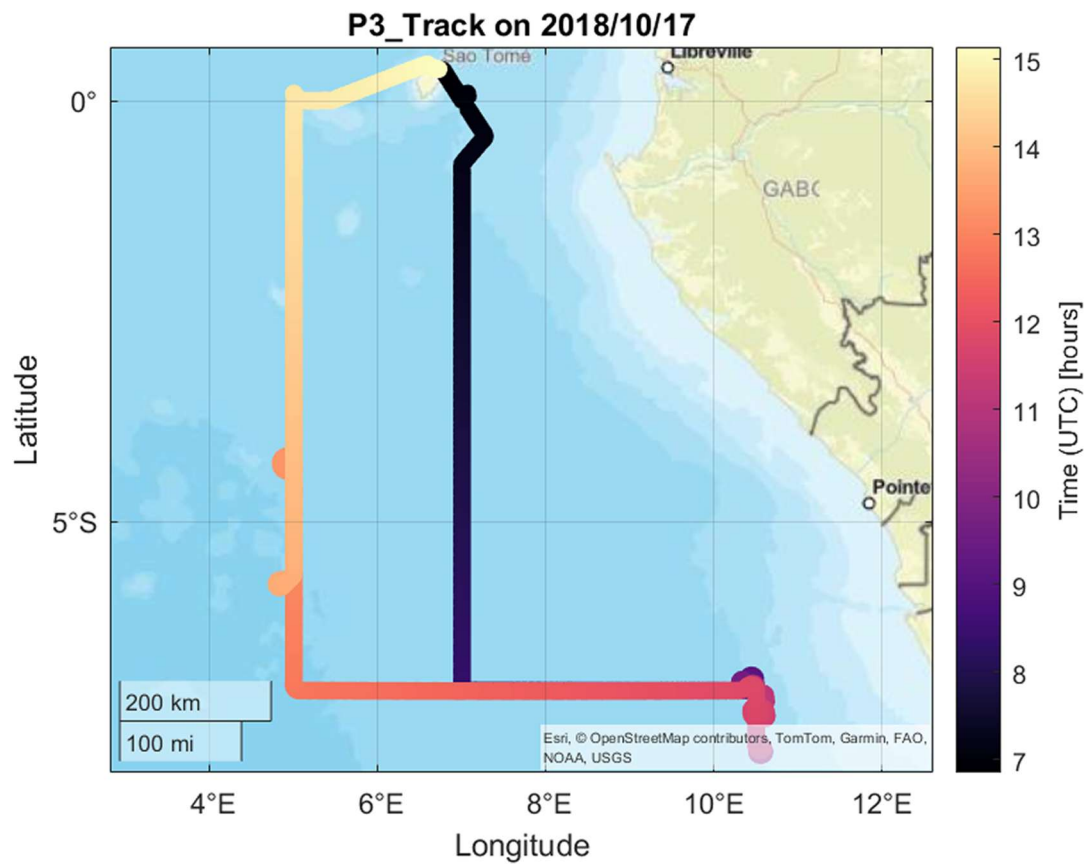 P3_Track on 2018/10/17
Sao Tomé
Libreville
0°
GABC
Pointe
5°S
Latitude
200 km
100 mi
Esri, © OpenStreetMap contributors, TomTom, Garmin, FAO,
NOAA, USGS
4°E
6°E
8°E
10°E
12°E
Longitude
15
14
13
12
11
10
9
8
7
Time (UTC) [hours]